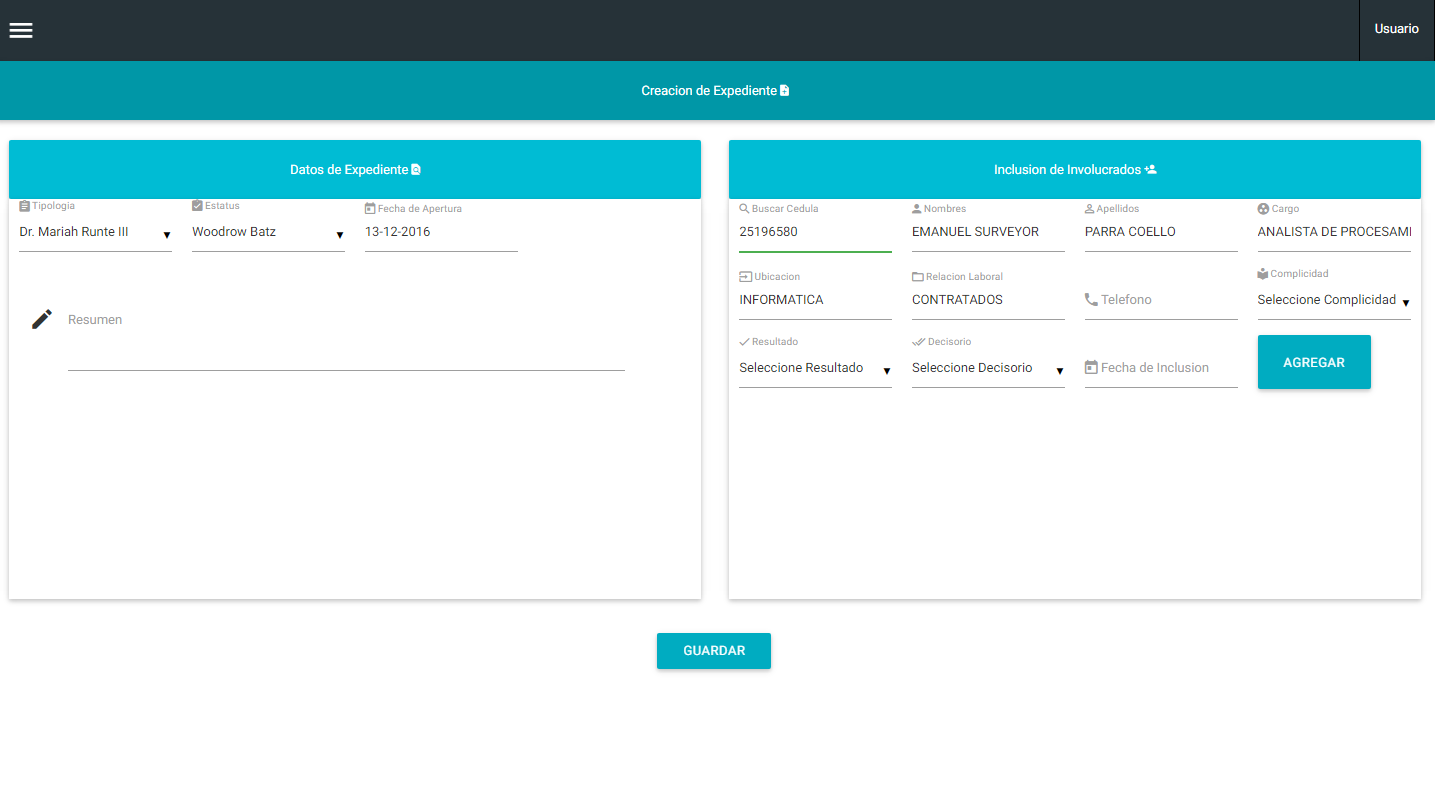 Usuario
Creacion de Expediente
Datos de Expediente
Tipologia Estatus Fecha de Apertura
Dr. Mariah Runte III Woodrow Batz 13-12-2016
Resumen
Inclusion de Involucrados
Buscar Cedula Nombres Apellidos Cargo
25196580 EMANUEL SURVEYOR PARRA COELLO ANALISTA DE PROCESAMI
Ubicacion Relacion Laboral Complicidad
INFORMATICA CONTRATADOS Telefono Seleccione Complicidad
Resultado Decisorio
Seleccione Resultado Seleccione Decisorio Fecha de Inclusion AGREGAR
GUARDAR